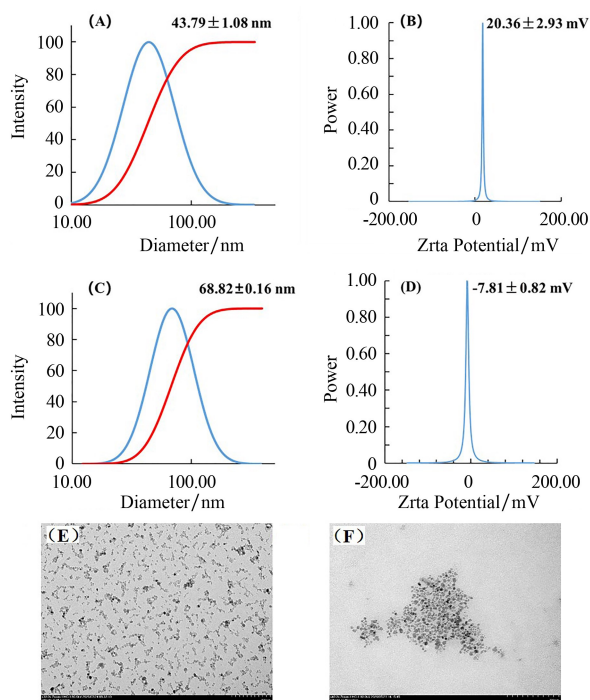 (A)
43.79±1.08 nm
Intensity
100
80
60
40
20
0
10.00
100.00
Diameter/nm
(B)
20.36±2.93 mV
Power
1.00
0.80
0.60
0.40
0.20
0
-200.00
0
200.00
Zrta Potential/mV
(C)
68.82±0.16 nm
Intensity
100
80
60
40
20
0
10.00
100.00
Diameter/nm
(D)
-7.81±0.82 mV
Power
1.00
0.80
0.60
0.40
0.20
0
-200.00
0
200.00
Zrta Potential/mV
(E)
(F)